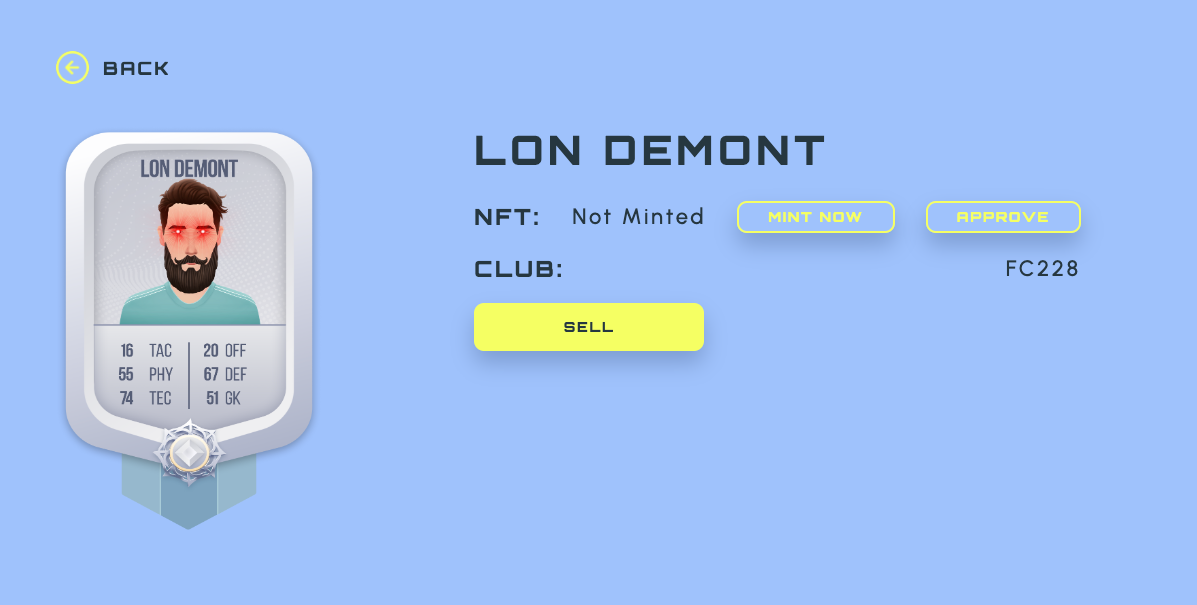 BACK
LON DEMONT
16 TAC 20 OFF
55 PHY 67 DEF
74 TEC 51 GK
LON DEMONT
NFT: Not Minted MINT NOW APPROVE
CLUB: FC228
SELL